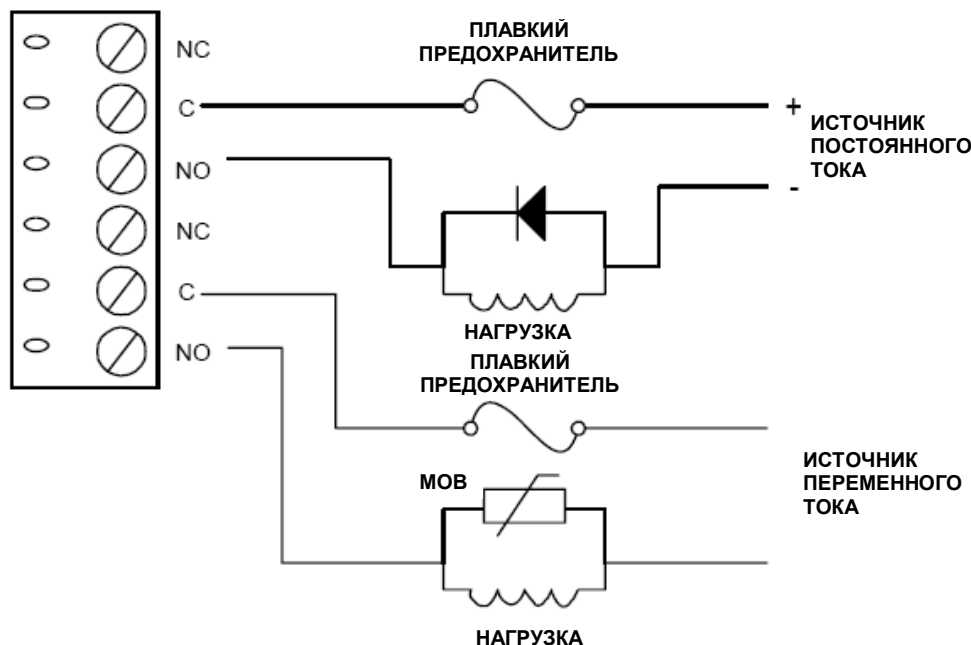 NC
C
NO
NC
C
NO
ПЛАВКИЙ
ПРЕДОХРАНИТЕЛЬ
+
ИСТОЧНИК
ПОСТОЯННОГО
ТОКА
-
НАГРУЗКА
ПЛАВКИЙ
ПРЕДОХРАНИТЕЛЬ
МОВ
ИСТОЧНИК
ПЕРЕМЕННОГО
ТОКА
НАГРУЗКА